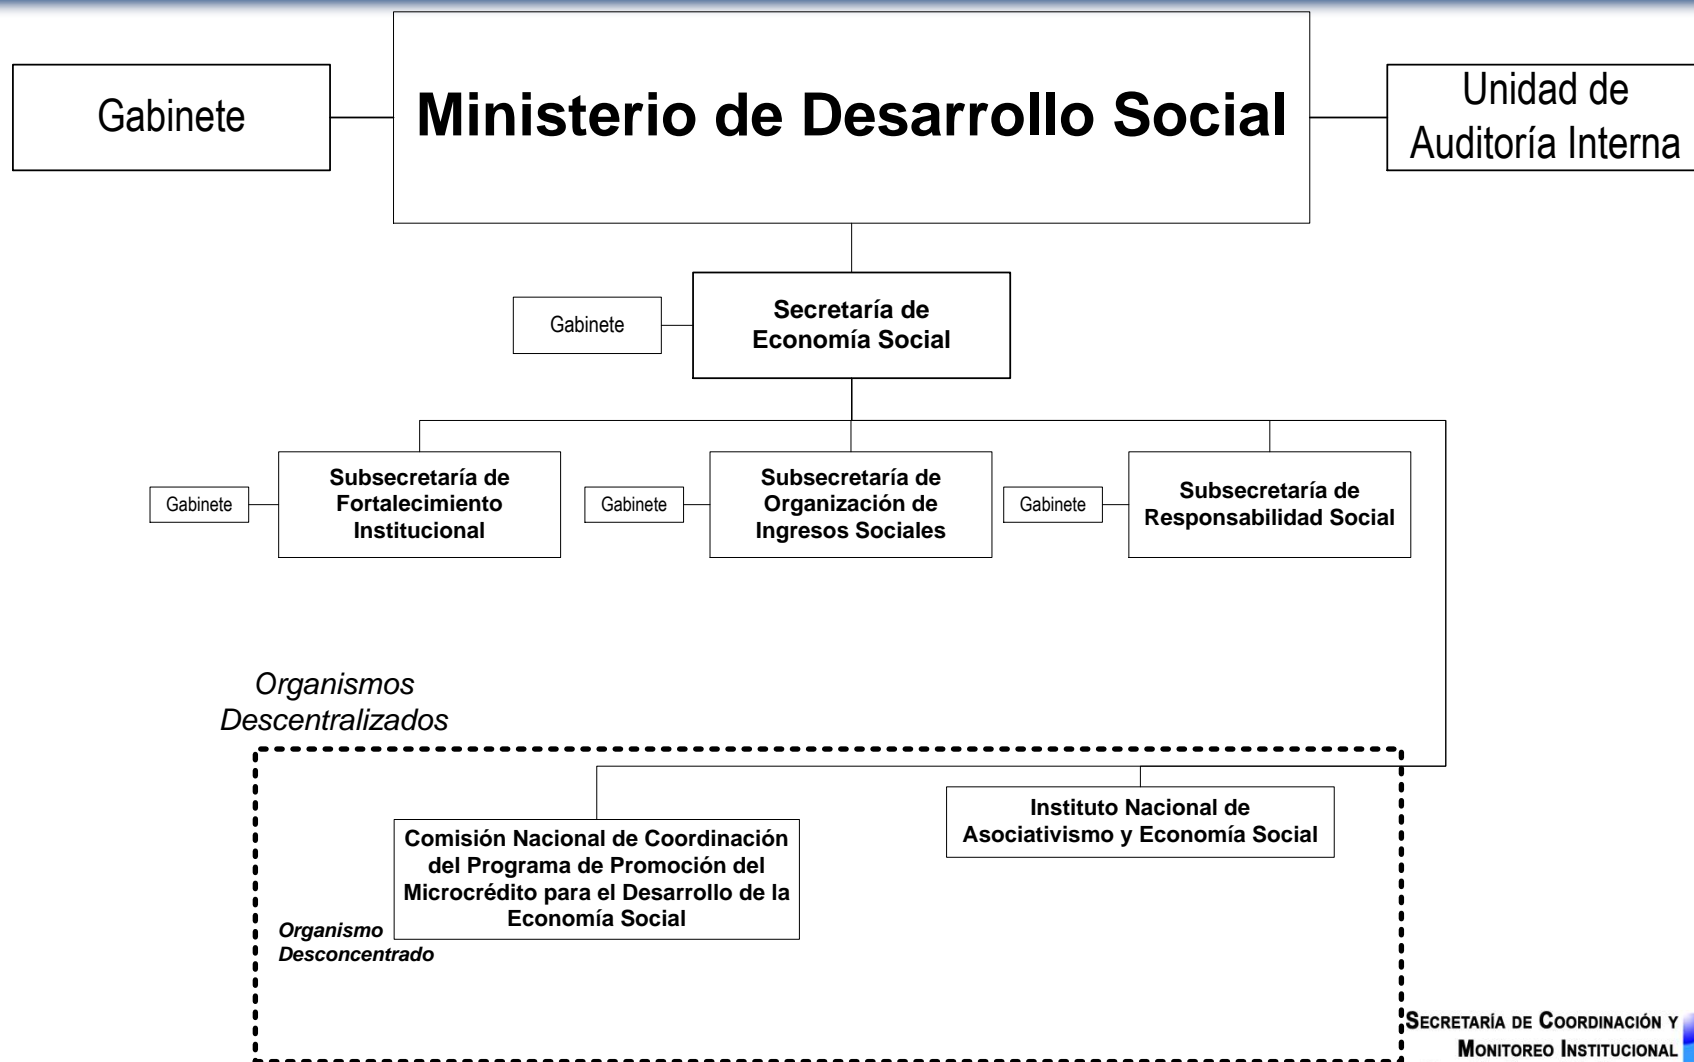 Gabinete
Ministerio de Desarrollo Social
Unidad de
Auditoría Interna
Gabinete
Secretaría de
Economía Social
Gabinete
Subsecretaría de
Fortalecimiento
Institucional
Gabinete
Subsecretaría de
Organización de
Ingresos Sociales
Gabinete
Subsecretaría de
Responsabilidad Social
Organismos
Descentralizados
Comisión Nacional de Coordinación
del Programa de Promoción del
Microcrédito para el Desarrollo de la
Economía Social
Instituto Nacional de
Asociativismo y Economía Social
Organismo
Desconcentrado
SECRETARÍA DE COORDINACIÓN Y
MONITOREO INSTITUCIONAL